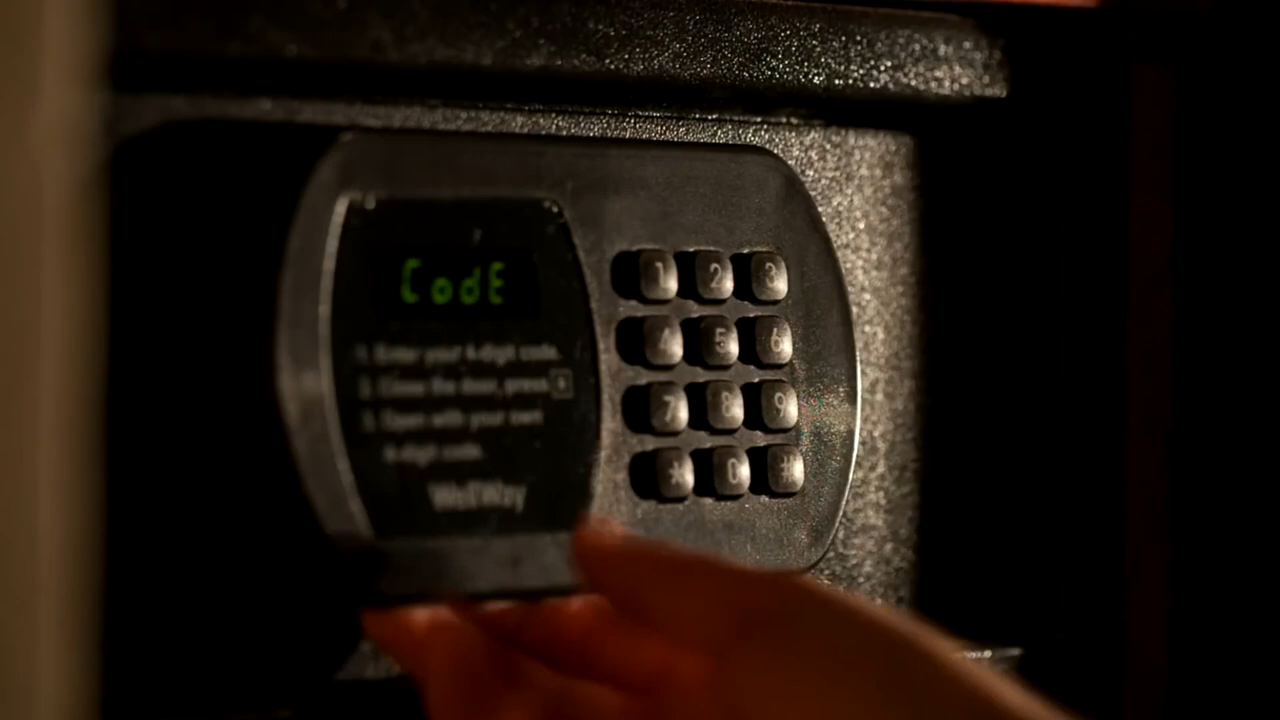 CodE
1. Enter your 4-digit code.
2. Close the door, press
3. Open with your own
4-digit code.
1 2 3
4 5 6
7 8 9
* 0 #